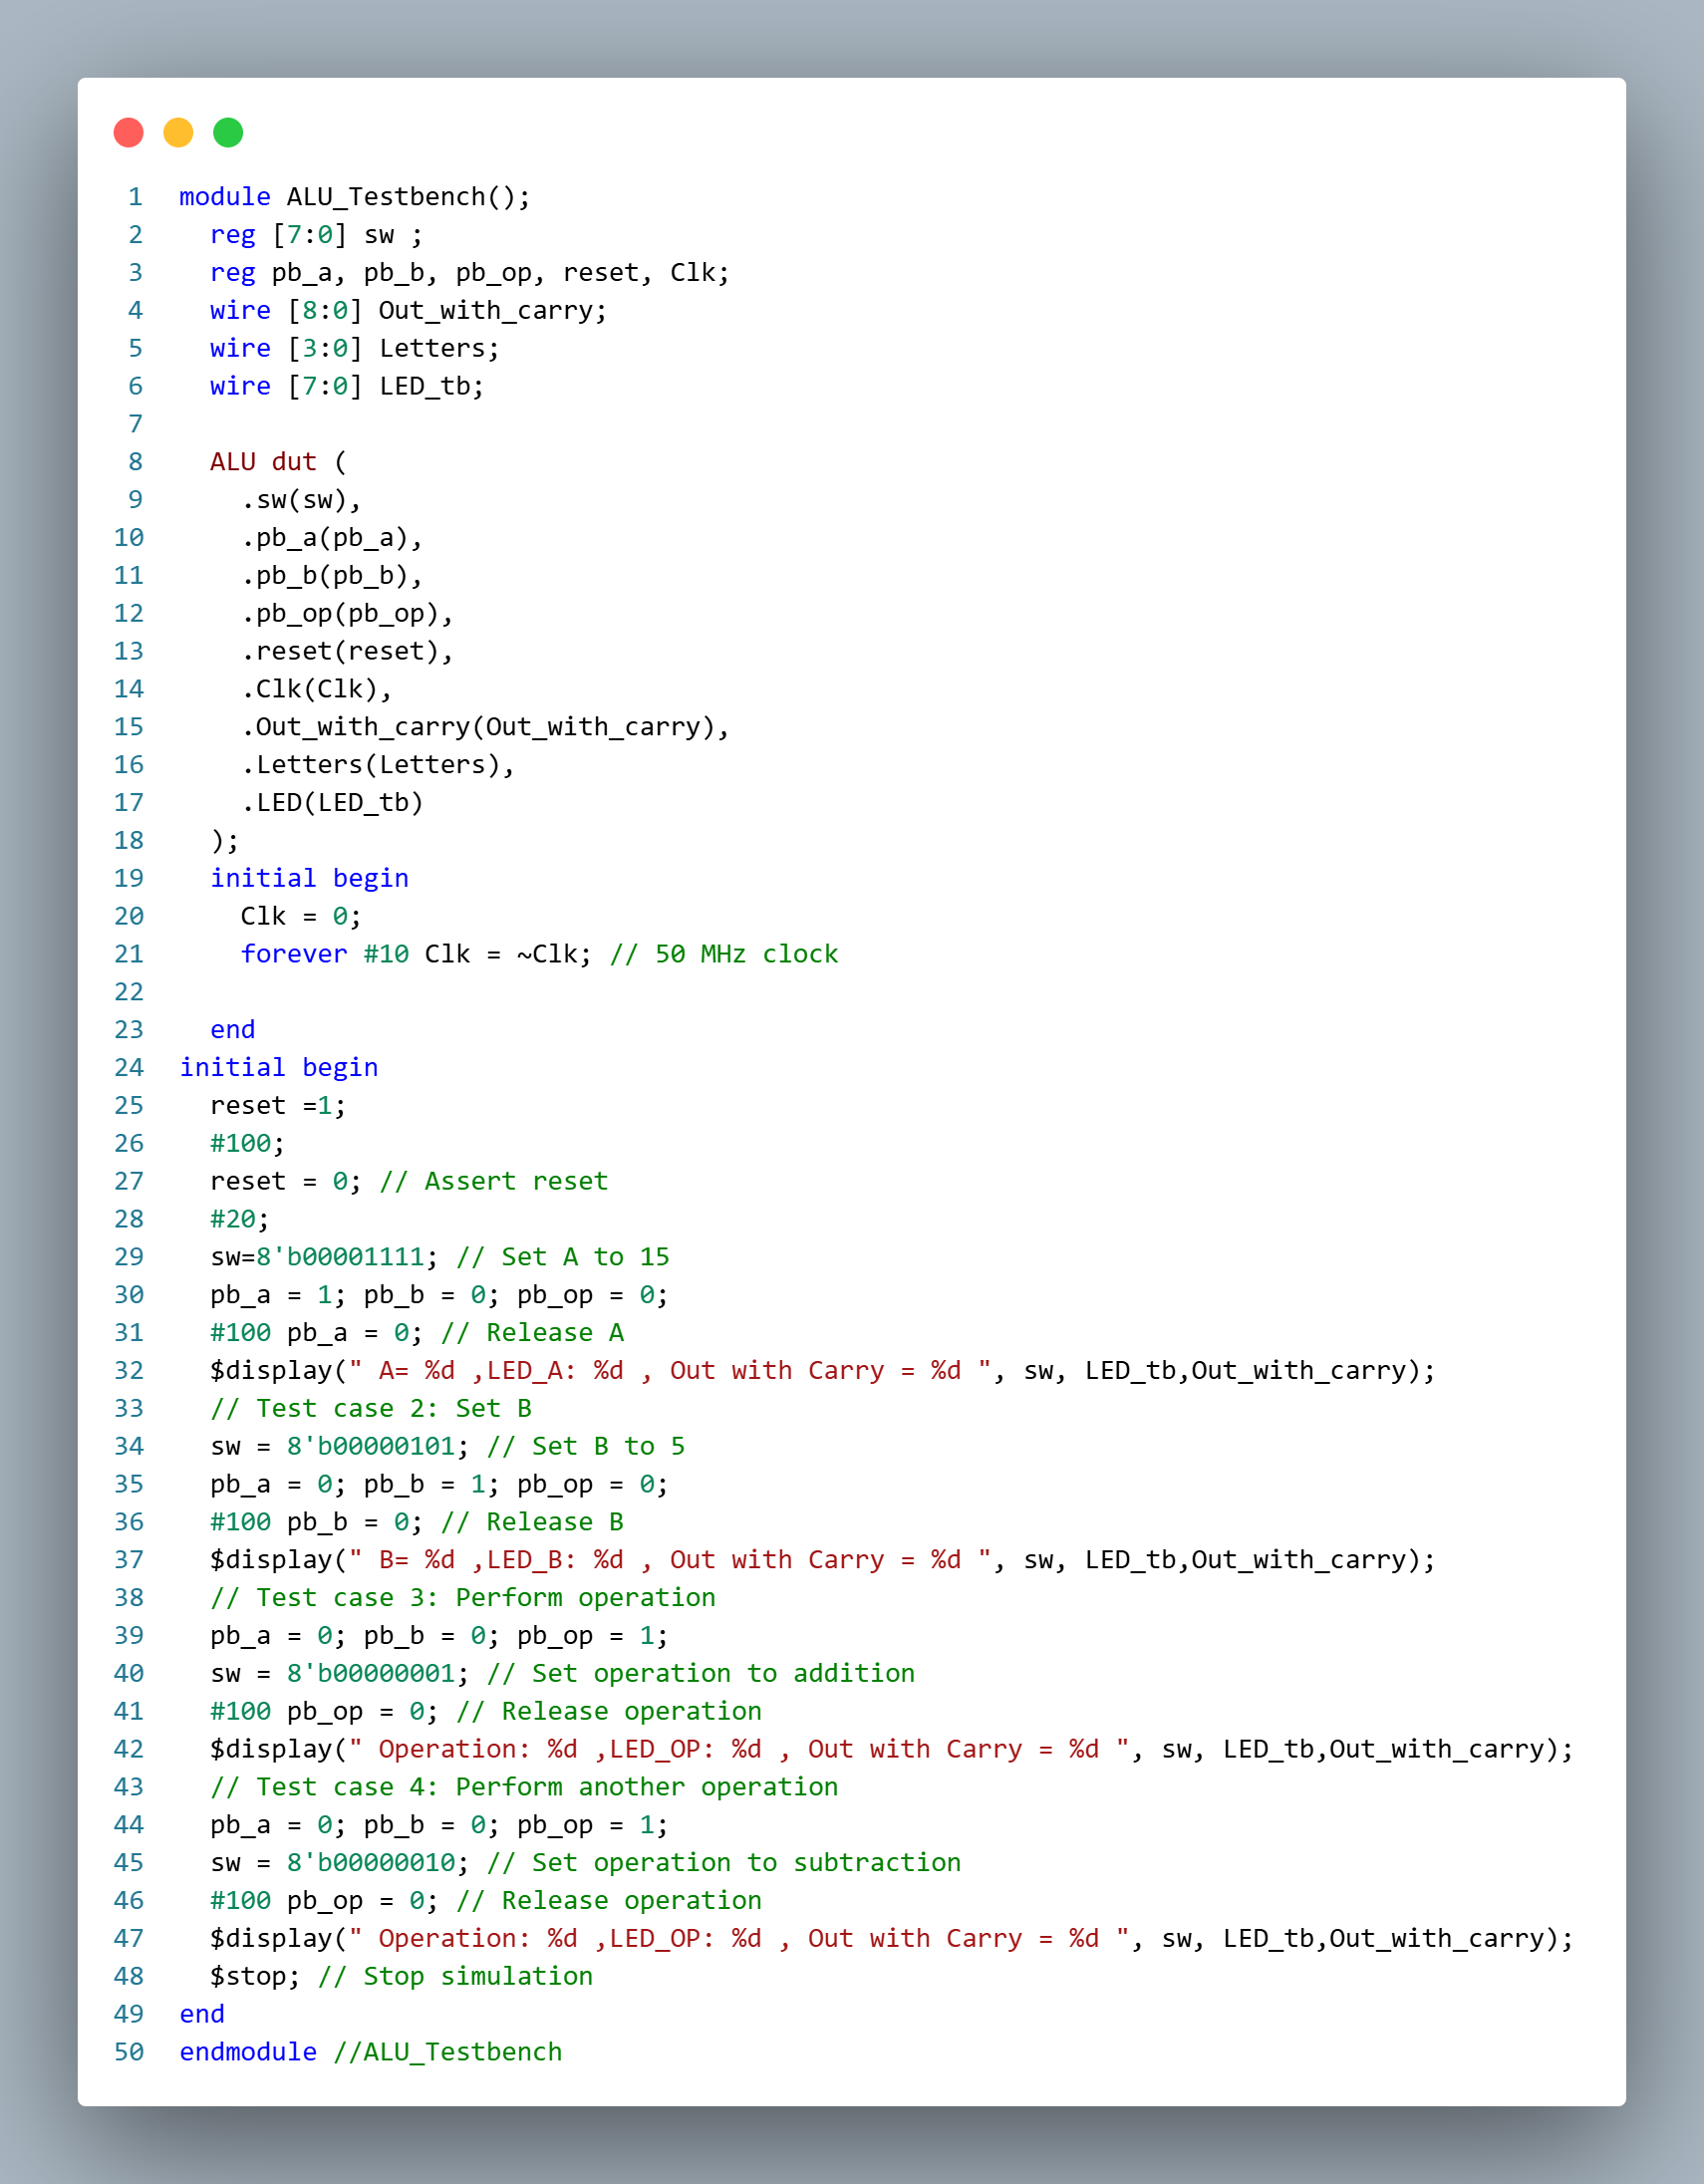 1 module ALU_Testbench();
2   reg [7:0] sw ;
3   reg pb_a, pb_b, pb_op, reset, Clk;
4   wire [8:0] Out_with_carry;
5   wire [3:0] Letters;
6   wire [7:0] LED_tb;
7
8   ALU dut (
9     .sw(sw),
10     .pb_a(pb_a),
11     .pb_b(pb_b),
12     .pb_op(pb_op),
13     .reset(reset),
14     .Clk(Clk),
15     .Out_with_carry(Out_with_carry),
16     .Letters(Letters),
17     .LED(LED_tb)
18   );
19   initial begin
20     Clk = 0;
21     forever #10 Clk = ~Clk; // 50 MHz clock
22
23   end
24 initial begin
25   reset =1;
26   #100;
27   reset = 0; // Assert reset
28   #20;
29   sw=8'b00001111; // Set A to 15
30   pb_a = 1; pb_b = 0; pb_op = 0;
31   #100 pb_a = 0; // Release A
32   $display(" A= %d ,LED_A: %d , Out with Carry = %d ", sw, LED_tb,Out_with_carry);
33   // Test case 2: Set B
34   sw = 8'b00000101; // Set B to 5
35   pb_a = 0; pb_b = 1; pb_op = 0;
36   #100 pb_b = 0; // Release B
37   $display(" B= %d ,LED_B: %d , Out with Carry = %d ", sw, LED_tb,Out_with_carry);
38   // Test case 3: Perform operation
39   pb_a = 0; pb_b = 0; pb_op = 1;
40   sw = 8'b00000001; // Set operation to addition
41   #100 pb_op = 0; // Release operation
42   $display(" Operation: %d ,LED_OP: %d , Out with Carry = %d ", sw, LED_tb,Out_with_carry);
43   // Test case 4: Perform another operation
44   pb_a = 0; pb_b = 0; pb_op = 1;
45   sw = 8'b00000010; // Set operation to subtraction
46   #100 pb_op = 0; // Release operation
47   $display(" Operation: %d ,LED_OP: %d , Out with Carry = %d ", sw, LED_tb,Out_with_carry);
48   $stop; // Stop simulation
49 end
50 endmodule //ALU_Testbench